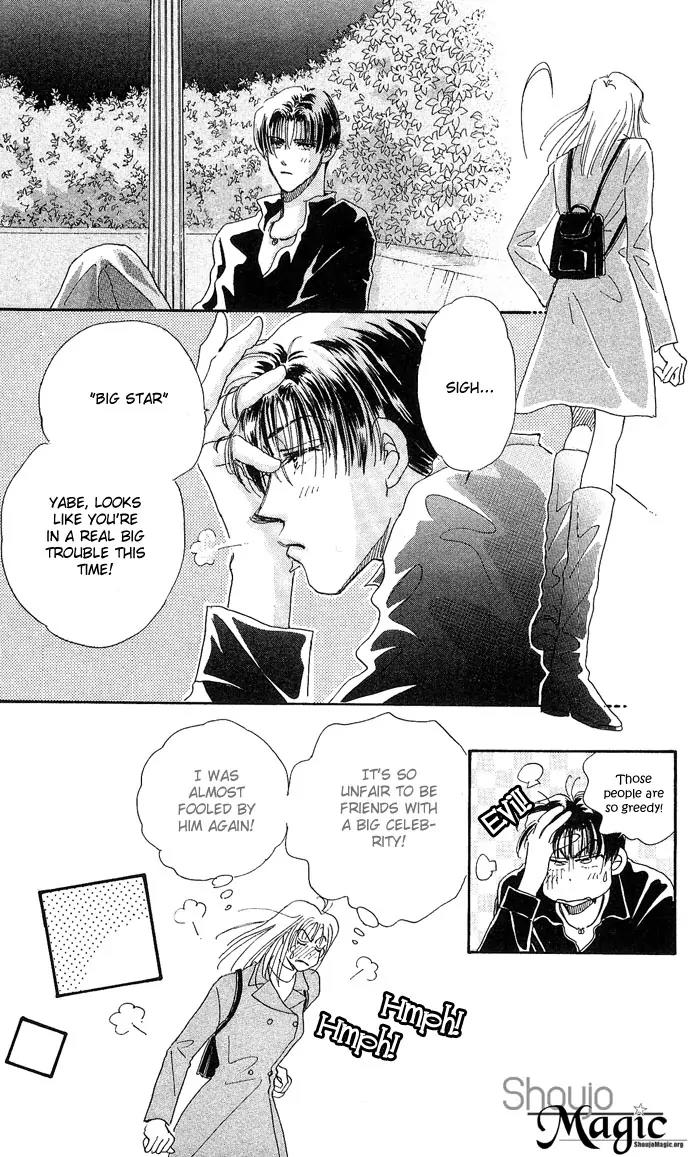 SIGH...
"BIG STAR"
YABE, LOOKS
LIKE YOU'RE
IN A REAL BIG
TROUBLE THIS
TIME!
Those
people are
so greedy!
Evil!
IT'S SO
UNFAIR TO BE
FRIENDS WITH
A BIG CELEB-
RITY!
I WAS
ALMOST
FOOLED BY
HIM AGAIN!
Hmph!
Hmph!
Shoujo
Magic
ShoujoMagic.org